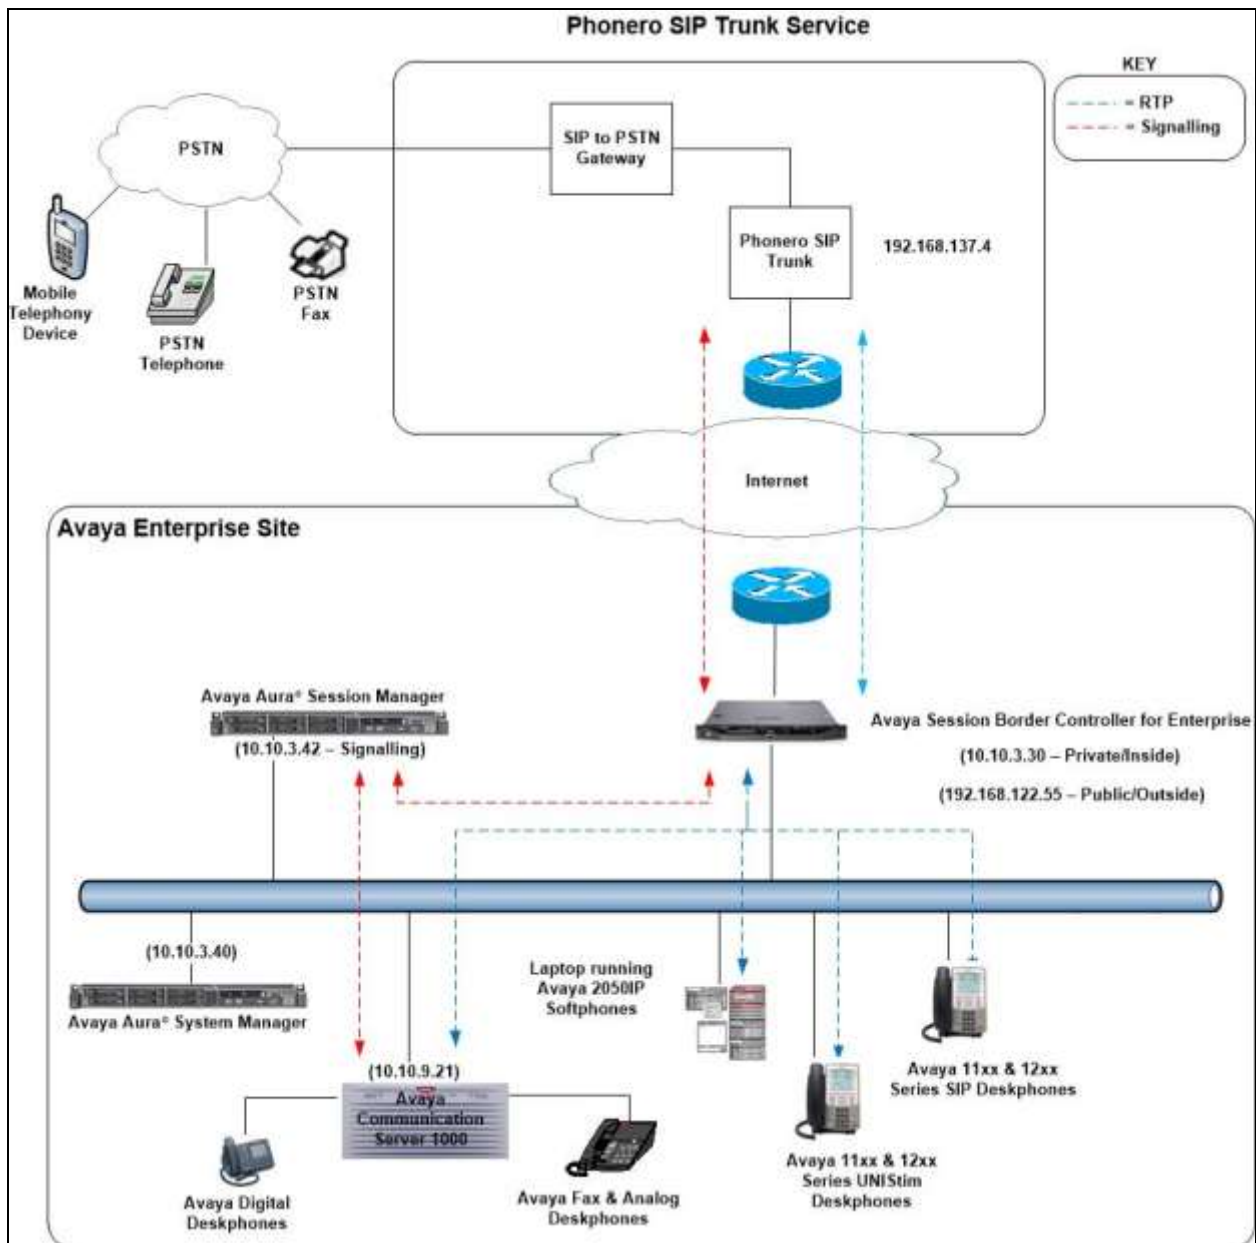 Phonero SIP Trunk Service
KEY
= RTP
= Signalling
PSTN
SIP to PSTN
Gateway
Phonero SIP
Trunk
192.168.137.4
Mobile
Telephony
Device
PSTN
Telephone
PSTN
Fax
Internet
Avaya Enterprise Site
Avaya Aura® Session Manager
(10.10.3.42 – Signalling)
Avaya Session Border Controller for Enterprise
(10.10.3.30 – Private/Inside)
(192.168.122.55 – Public/Outside)
(10.10.3.40)
Avaya Aura® System Manager
Laptop running
Avaya 2050IP
Softphones
(10.10.9.21)
Avaya
Communication
Server 1000
Avaya 11xx & 12xx
Series SIP Deskphones
Avaya Digital
Deskphones
Avaya Fax & Analog
Deskphones
Avaya 11xx & 12xx
Series UNIStim
Deskphones